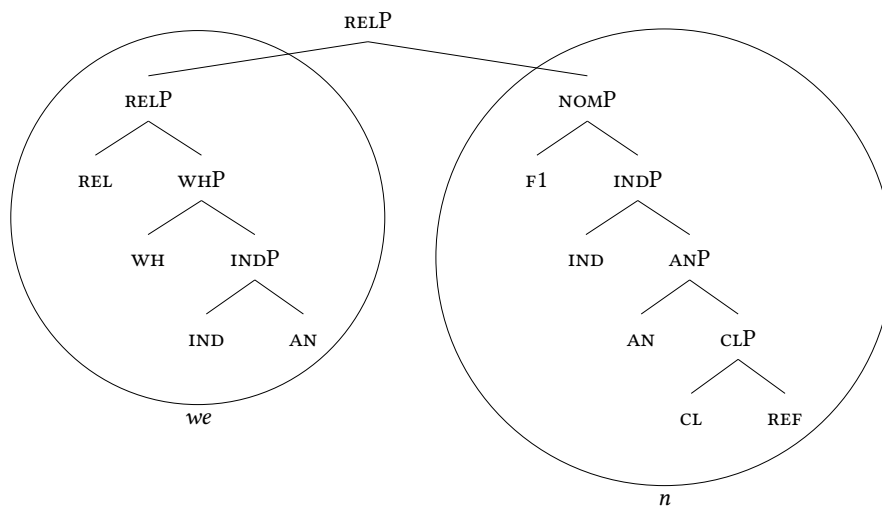 RELP
RELP NOMP
REL WHP F1 INDP
WH INDP IND ANP
IND AN AN CLP
we CL REF
n